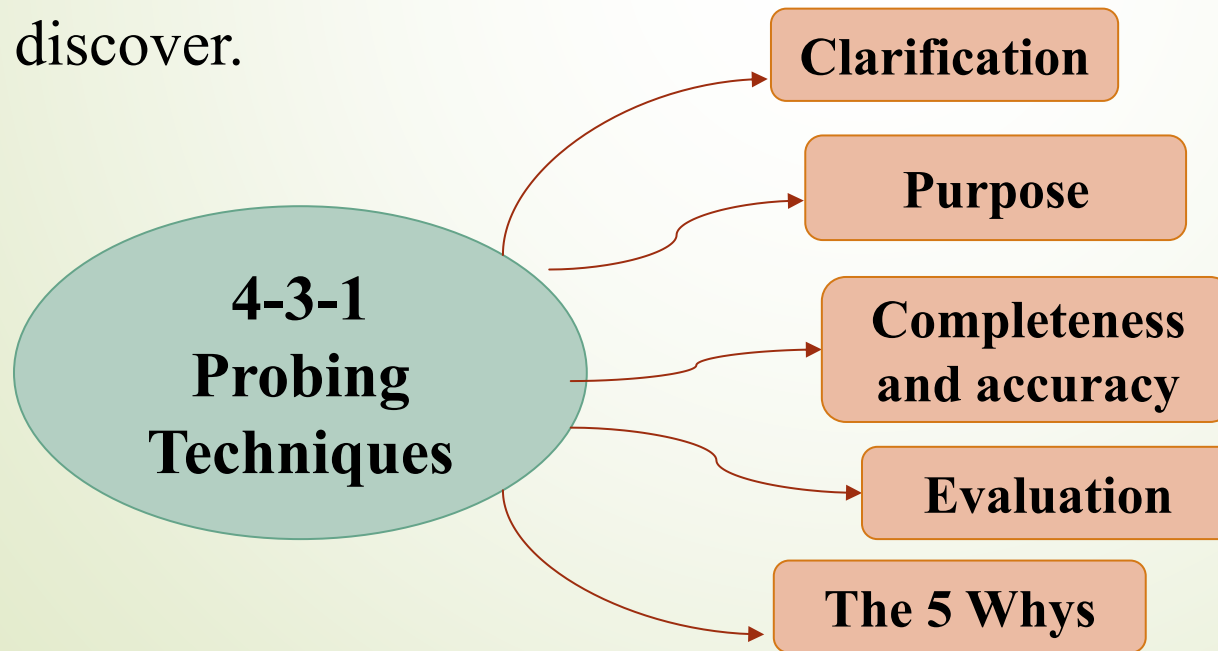 discover.
4-3-1
Probing
Techniques
Clarification
Purpose
Completeness
and accuracy
Evaluation
The 5 Whys